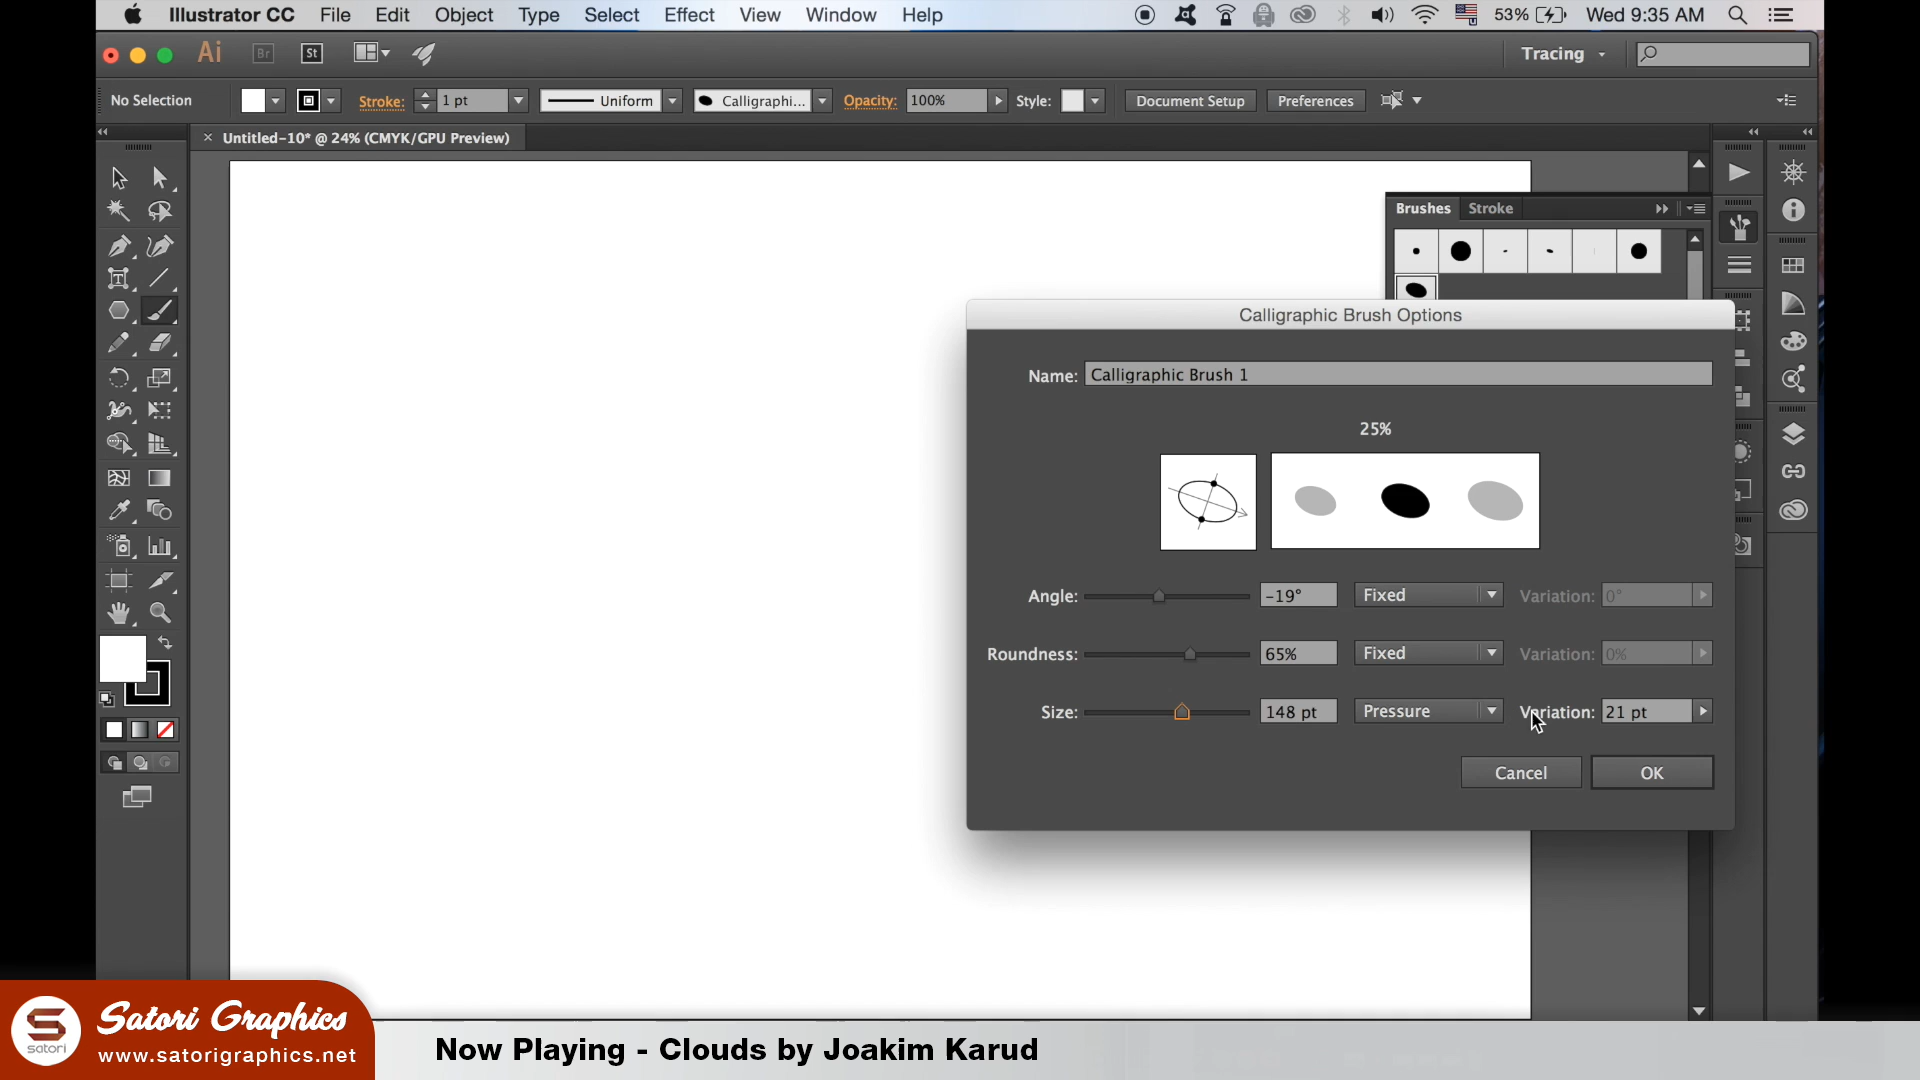 Illustrator CC File Edit Object Type Select Effect View Window Help 53% Wed 9:35 AM
Ai Br St Tracing
No Selection Stroke: 1 pt Uniform Calligraphi... Opacity: 100% Style: Document Setup Preferences
× Untitled-10* @ 24% (CMYK/GPU Preview)
Brushes Stroke
Calligraphic Brush Options
Name: Calligraphic Brush 1
25%
Angle: -19° Fixed Variation: 0°
Roundness: 65% Fixed Variation: 0%
Size: 148 pt Pressure Variation: 21 pt
Cancel OK
Satori Graphics
satori
www.satorigraphics.net
Now Playing - Clouds by Joakim Karud